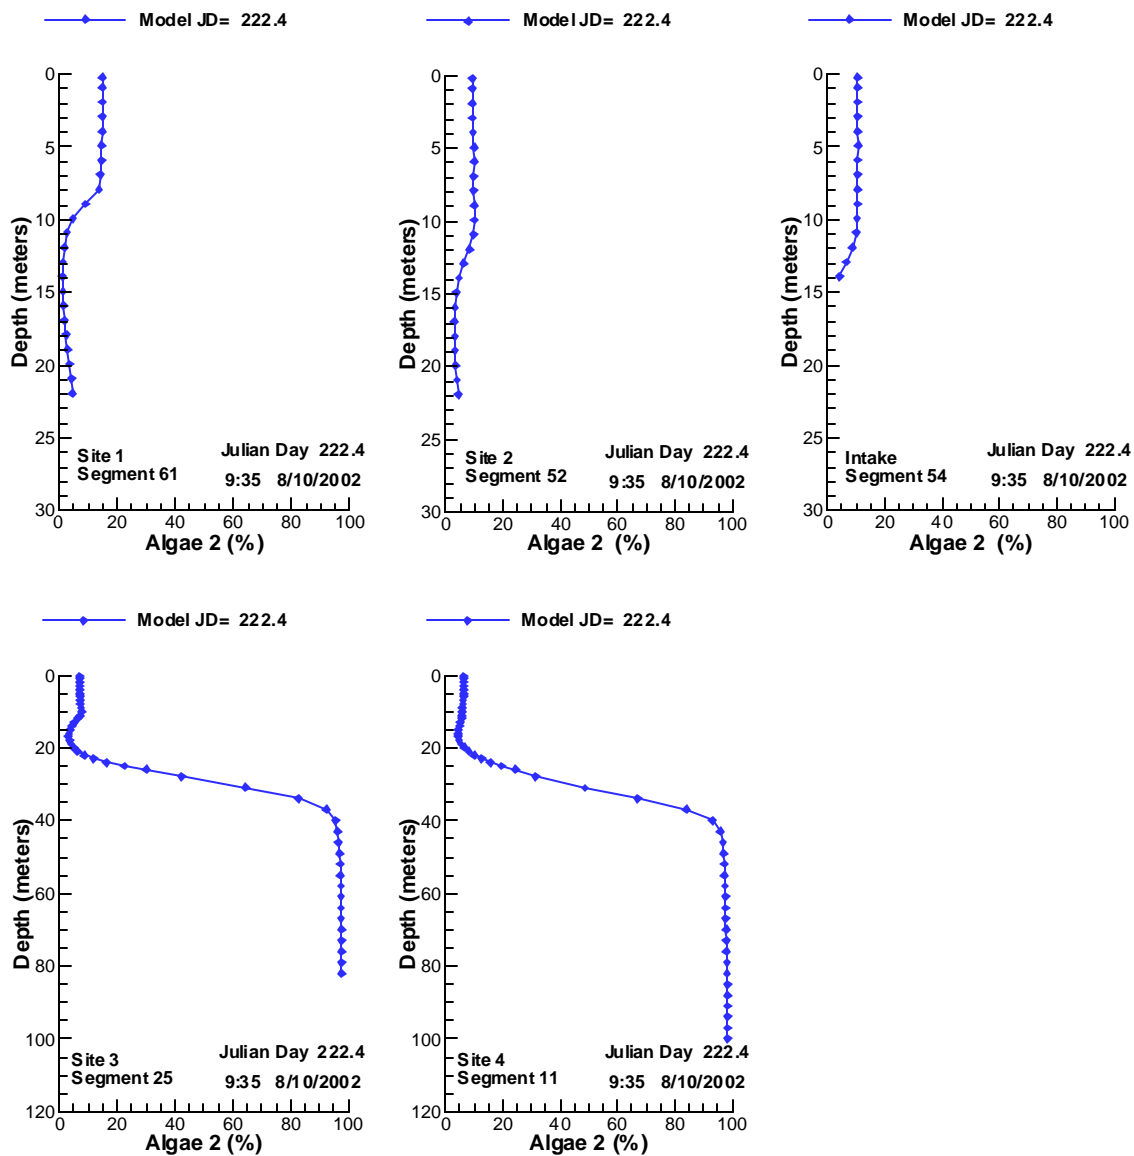 Model JD= 222.4
Model JD= 222.4
Model JD= 222.4
0
5
10
15
20
25
30
Depth (meters)
Site 1
Segment 61
Julian Day 222.4
9:35 8/10/2002
0 20 40 60 80 100
Algae 2 (%)
0
5
10
15
20
25
30
Depth (meters)
Site 2
Segment 52
Julian Day 222.4
9:35 8/10/2002
0 20 40 60 80 100
Algae 2 (%)
0
5
10
15
20
25
30
Depth (meters)
Intake
Segment 54
Julian Day 222.4
9:35 8/10/2002
0 20 40 60 80 100
Algae 2 (%)
Model JD= 222.4
Model JD= 222.4
0
20
40
60
80
100
120
Depth (meters)
Site 3
Segment 25
Julian Day 222.4
9:35 8/10/2002
0 20 40 60 80 100
Algae 2 (%)
0
20
40
60
80
100
120
Depth (meters)
Site 4
Segment 11
Julian Day 222.4
9:35 8/10/2002
0 20 40 60 80 100
Algae 2 (%)